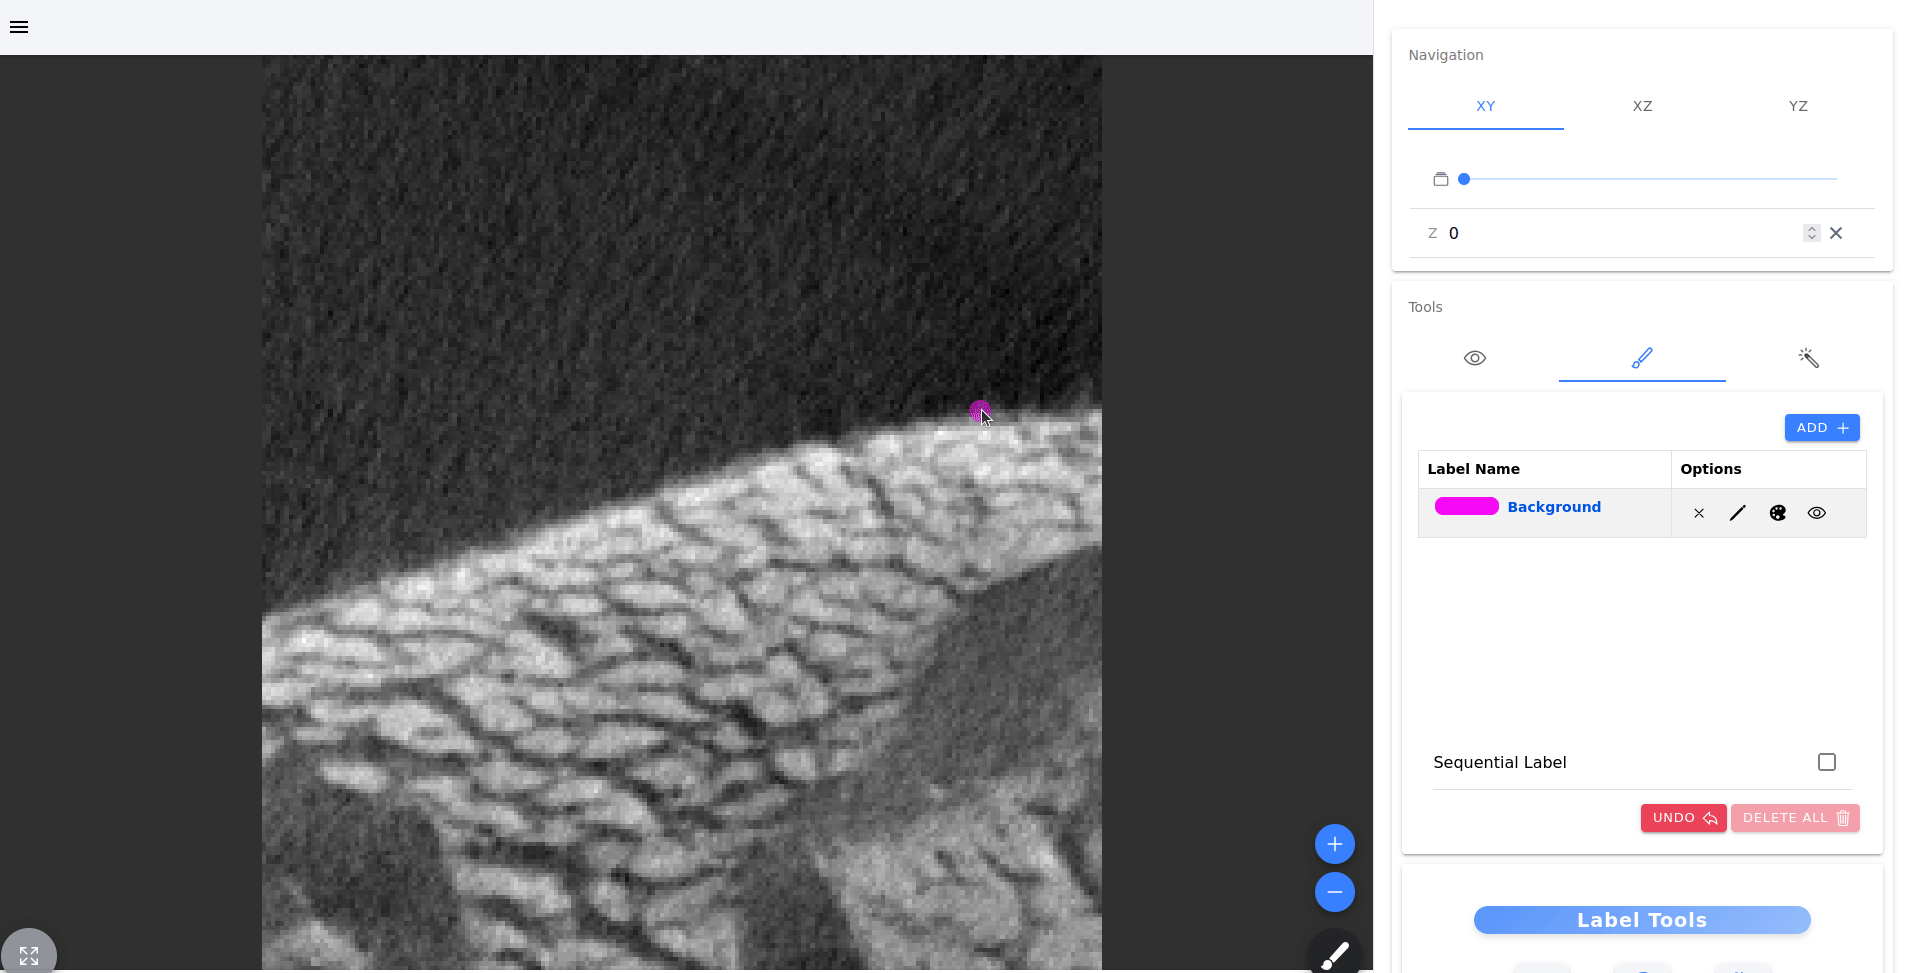 Navigation
XY XZ YZ
Z 0
Tools
ADD
Label Name Options
Background
Sequential Label
UNDO DELETE ALL
Label Tools